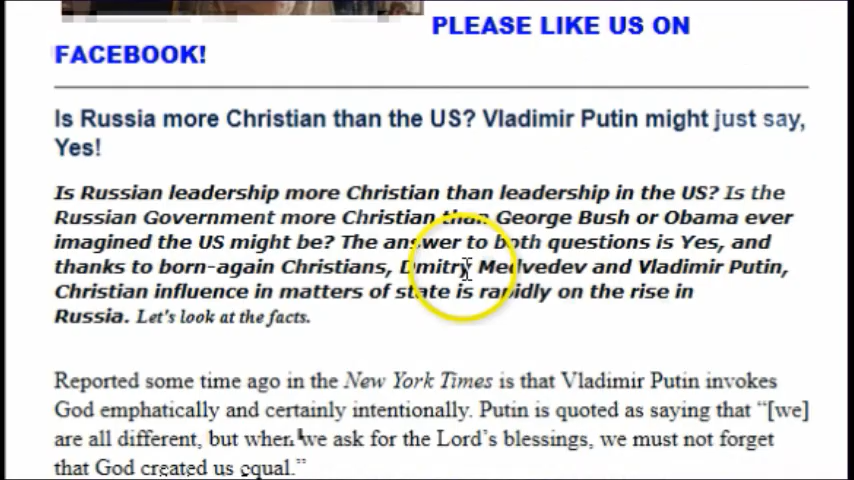 PLEASE LIKE US ON
FACEBOOK!
Is Russia more Christian than the US? Vladimir Putin might just say,
Yes!
Is Russian leadership more Christian than leadership in the US? Is the
Russian Government more Christian than George Bush or Obama ever
imagined the US might be? The answer to both questions is Yes, and
thanks to born-again Christians, Dmitry Medvedev and Vladimir Putin,
Christian influence in matters of state is rapidly on the rise in
Russia. Let's look at the facts.
Reported some time ago in the New York Times is that Vladimir Putin invokes
God emphatically and certainly intentionally. Putin is quoted as saying that “[we]
are all different, but when we ask for the Lord’s blessings, we must not forget
that God created us equal.”